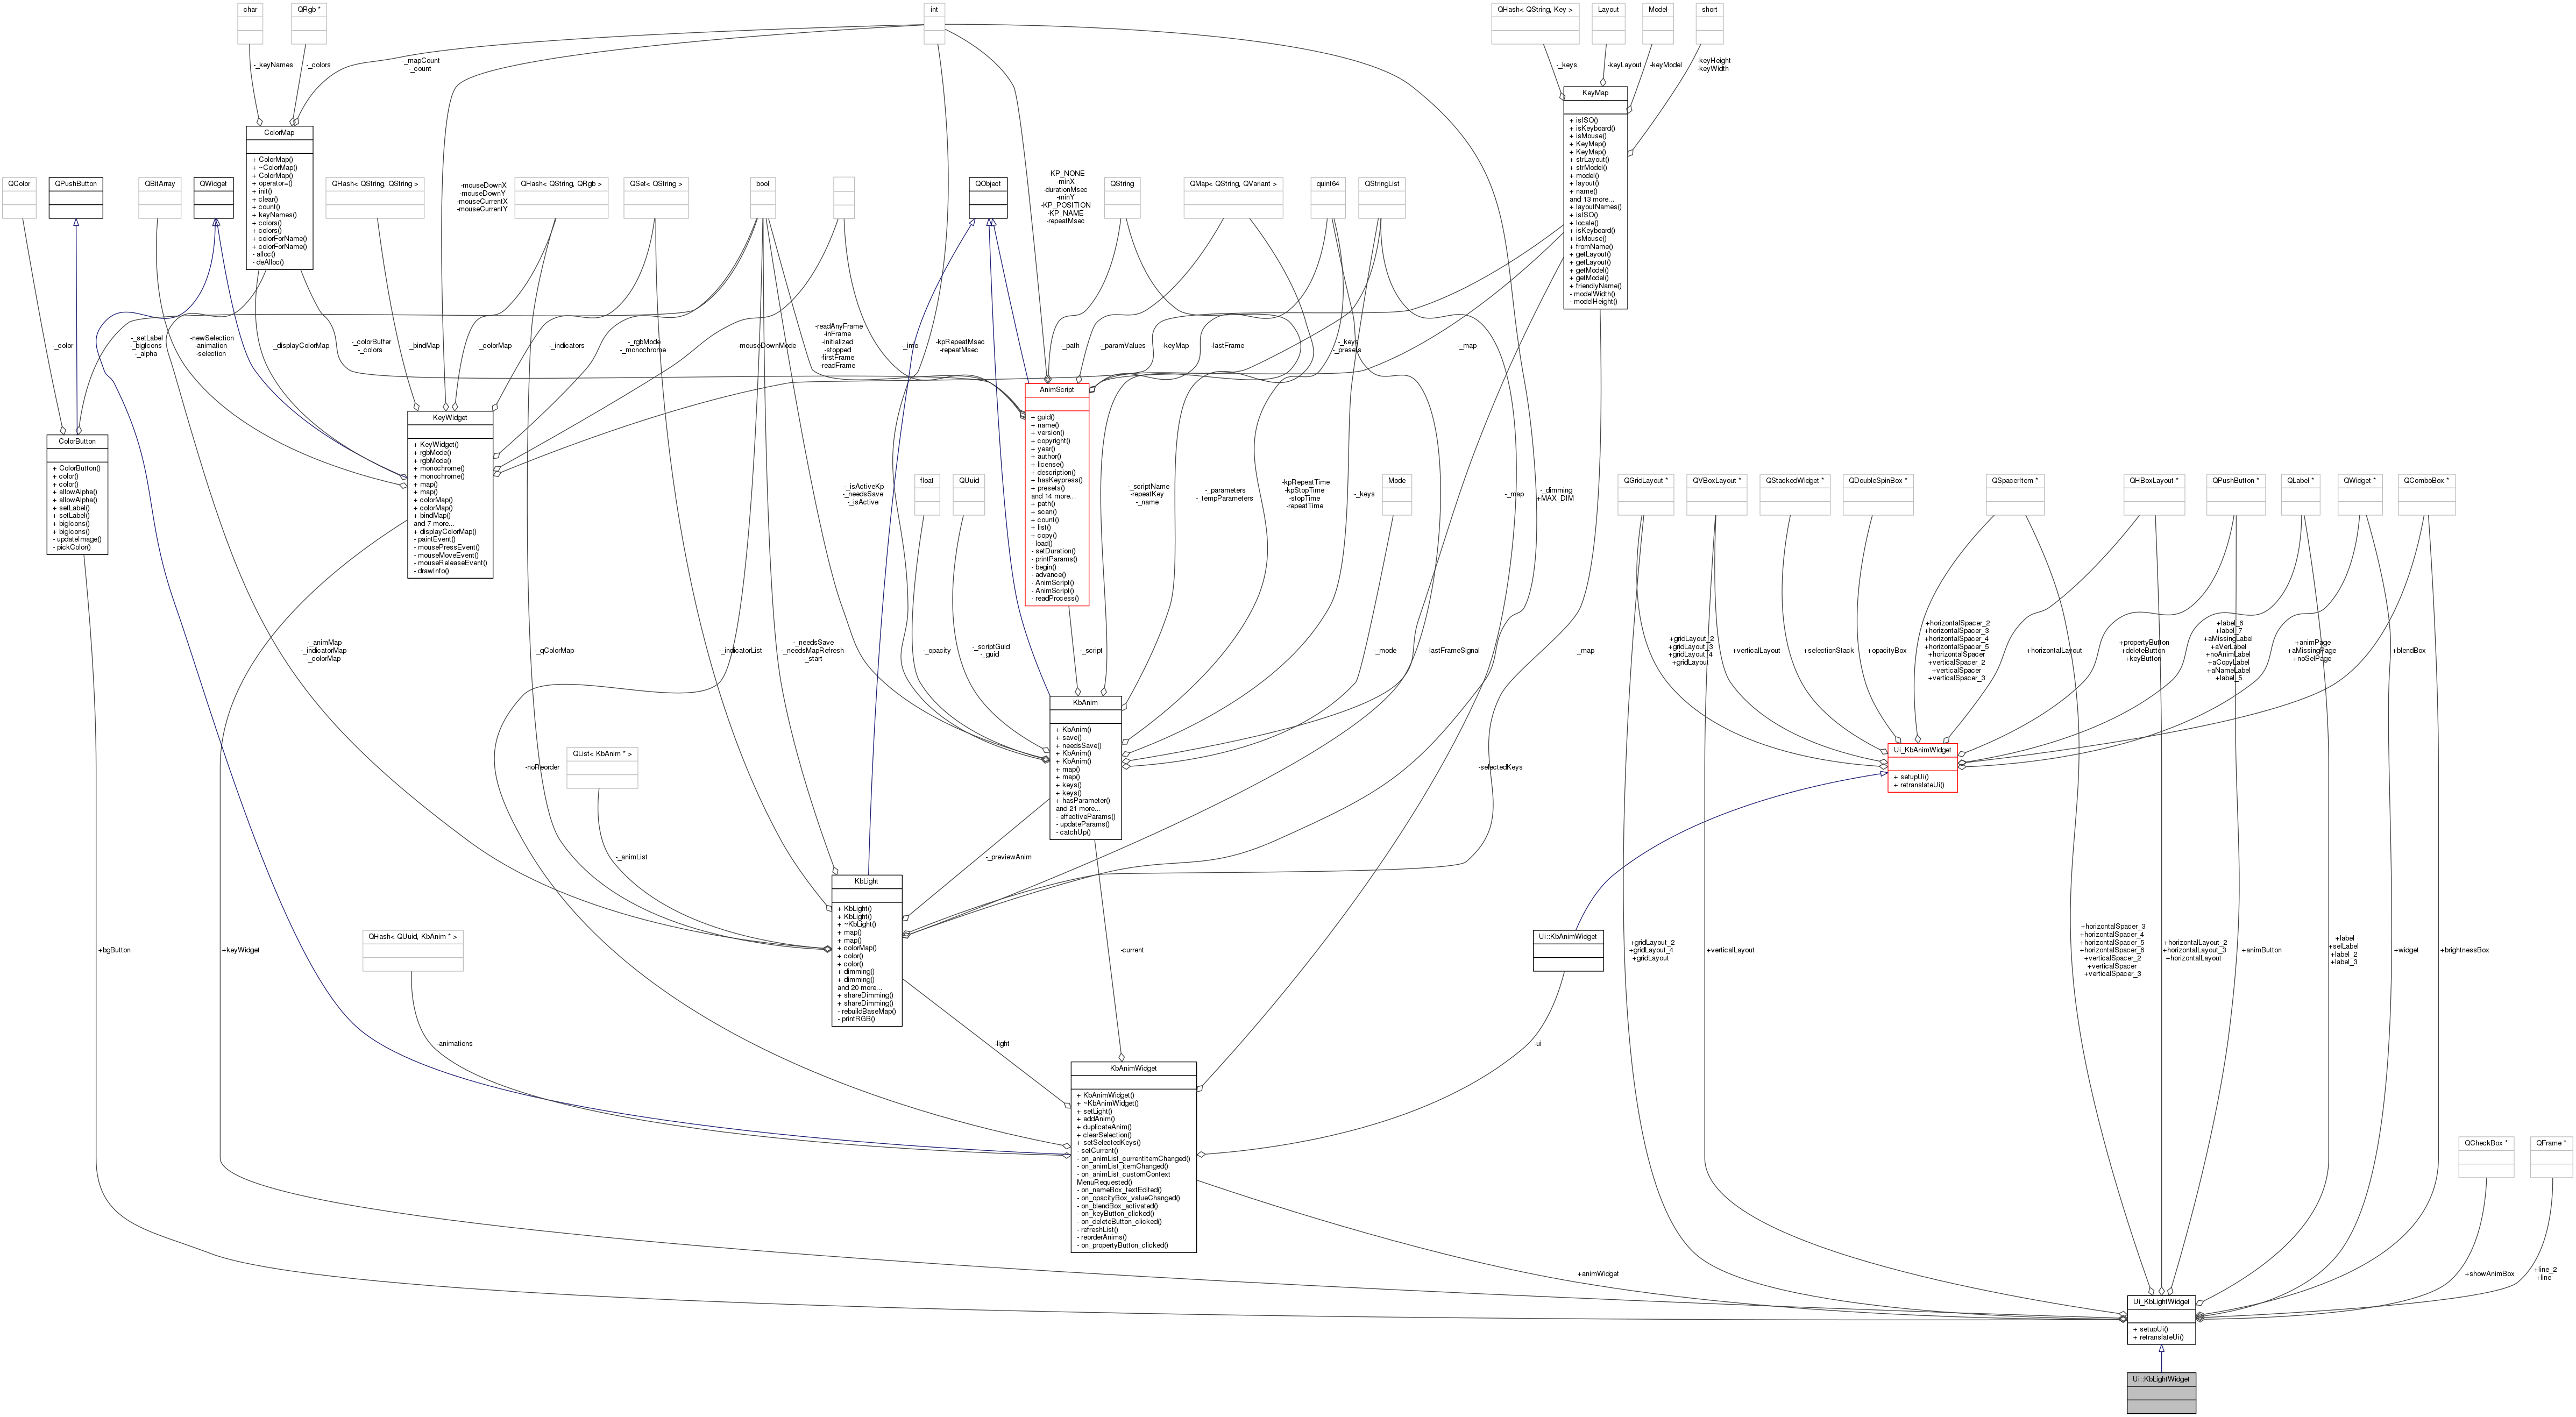 char
QRgb *
int
QHash< QString, Key >
Layout
Model
short
-_keyNames
-_colors
-_mapCount
-_count
-_keys
-keyLayout
-keyModel
-keyHeight
-keyWidth
KeyMap
+ isISO()
+ isKeyboard()
+ isMouse()
+ KeyMap()
+ KeyMap()
+ strLayout()
+ strModel()
+ model()
+ layout()
+ name()
and 13 more...
+ layoutNames()
+ isISO()
+ locale()
+ isKeyboard()
+ isMouse()
+ fromName()
+ getLayout()
+ getLayout()
+ getModel()
+ getModel()
+ friendlyName()
- modelWidth()
- modelHeight()
ColorMap
+ ColorMap()
+ ~ColorMap()
+ ColorMap()
+ operator=()
+ init()
+ clear()
+ count()
+ keyNames()
+ colors()
+ colors()
+ colorForName()
+ colorForName()
- alloc()
- deAlloc()
QColor
QPushButton
QBitArray
QWidget
QHash< QString, QString >
-mouseDownX
-mouseDownY
-mouseCurrentX
-mouseCurrentY
QHash< QString, QRgb >
QSet< QString >
bool
QObject
-KP_NONE
-minX
-durationMsec
-minY
-KP_POSITION
-KP_NAME
-repeatMsec
QString
QMap< QString, QVariant >
quint64
QStringList
-_color
-_setLabel
-_bigIcons
-_alpha
-newSelection
-animation
-selection
-_displayColorMap
-_colorBuffer
-_colors
-_bindMap
-_colorMap
-_indicators
-_rgbMode
-_monochrome
-mouseDownMode
-readAnyFrame
-inFrame
-initialized
-stopped
-firstFrame
-readFrame
-_info
-kpRepeatMsec
-repeatMsec
-_path
-_paramValues
-keyMap
-lastFrame
-_keys
-_presets
-_map
AnimScript
+ guid()
+ name()
+ version()
+ copyright()
+ year()
+ author()
+ license()
+ description()
+ hasKeypress()
+ presets()
and 14 more...
+ path()
+ scan()
+ count()
+ list()
+ copy()
- load()
- setDuration()
- printParams()
- begin()
- advance()
- AnimScript()
- AnimScript()
- readProcess()
KeyWidget
+ KeyWidget()
+ rgbMode()
+ rgbMode()
+ monochrome()
+ monochrome()
+ map()
+ map()
+ colorMap()
+ colorMap()
+ bindMap()
and 7 more...
+ displayColorMap()
- paintEvent()
- mousePressEvent()
- mouseMoveEvent()
- mouseReleaseEvent()
- drawInfo()
ColorButton
+ ColorButton()
+ color()
+ color()
+ allowAlpha()
+ allowAlpha()
+ setLabel()
+ setLabel()
+ bigIcons()
+ bigIcons()
- updateImage()
- pickColor()
-_isActiveKp
-_needsSave
-_isActive
float
QUuid
-_scriptName
-repeatKey
-_name
-_parameters
-_tempParameters
-kpRepeatTime
-kpStopTime
-stopTime
-repeatTime
-_keys
Mode
-_map
-_dimming
+MAX_DIM
QGridLayout *
QVBoxLayout *
QStackedWidget *
QDoubleSpinBox *
QSpacerItem *
QHBoxLayout *
QPushButton *
QLabel *
QWidget *
QComboBox *
-_animMap
-_indicatorMap
-_colorMap
-_qColorMap
-_indicatorList
-_needsSave
-_needsMapRefresh
-_start
-_opacity
-_scriptGuid
-_guid
-_script
-_mode
-lastFrameSignal
-_map
+gridLayout_2
+gridLayout_3
+gridLayout_4
+gridLayout
+verticalLayout
+selectionStack
+opacityBox
+horizontalSpacer_2
+horizontalSpacer_3
+horizontalSpacer_4
+horizontalSpacer_5
+horizontalSpacer
+verticalSpacer_2
+verticalSpacer
+verticalSpacer_3
+horizontalLayout
+propertyButton
+deleteButton
+keyButton
+label_6
+label_7
+aMissingLabel
+aVerLabel
+noAnimLabel
+aCopyLabel
+aNameLabel
+label_5
+animPage
+aMissingPage
+noSelPage
+blendBox
KbAnim
+ KbAnim()
+ save()
+ needsSave()
+ KbAnim()
+ KbAnim()
+ map()
+ map()
+ keys()
+ keys()
+ hasParameter()
and 21 more...
- effectiveParams()
- updateParams()
- catchUp()
QList< KbAnim * >
-noReorder
-selectedKeys
Ui_KbAnimWidget
+ setupUi()
+ retranslateUi()
-_animList
-_previewAnim
KbLight
+ KbLight()
+ KbLight()
+ ~KbLight()
+ map()
+ map()
+ colorMap()
+ color()
+ color()
+ dimming()
+ dimming()
and 20 more...
+ shareDimming()
+ shareDimming()
- rebuildBaseMap()
- printRGB()
QHash< QUuid, KbAnim * >
Ui::KbAnimWidget
+bgButton
+keyWidget
-current
+gridLayout_2
+gridLayout_4
+gridLayout
+verticalLayout
+horizontalSpacer_3
+horizontalSpacer_4
+horizontalSpacer_5
+horizontalSpacer_6
+verticalSpacer_2
+verticalSpacer
+verticalSpacer_3
+horizontalLayout_2
+horizontalLayout_3
+horizontalLayout
+animButton
+label
+selLabel
+label_2
+label_3
+widget
+brightnessBox
-animations
-light
-ui
KbAnimWidget
+ KbAnimWidget()
+ ~KbAnimWidget()
+ setLight()
+ addAnim()
+ duplicateAnim()
+ clearSelection()
+ setSelectedKeys()
- setCurrent()
- on_animList_currentItemChanged()
- on_animList_itemChanged()
- on_animList_customContext
MenuRequested()
- on_nameBox_textEdited()
- on_opacityBox_valueChanged()
- on_blendBox_activated()
- on_keyButton_clicked()
- on_deleteButton_clicked()
- refreshList()
- reorderAnims()
- on_propertyButton_clicked()
QCheckBox *
QFrame *
+animWidget
+showAnimBox
+line_2
+line
Ui_KbLightWidget
+ setupUi()
+ retranslateUi()
Ui::KbLightWidget